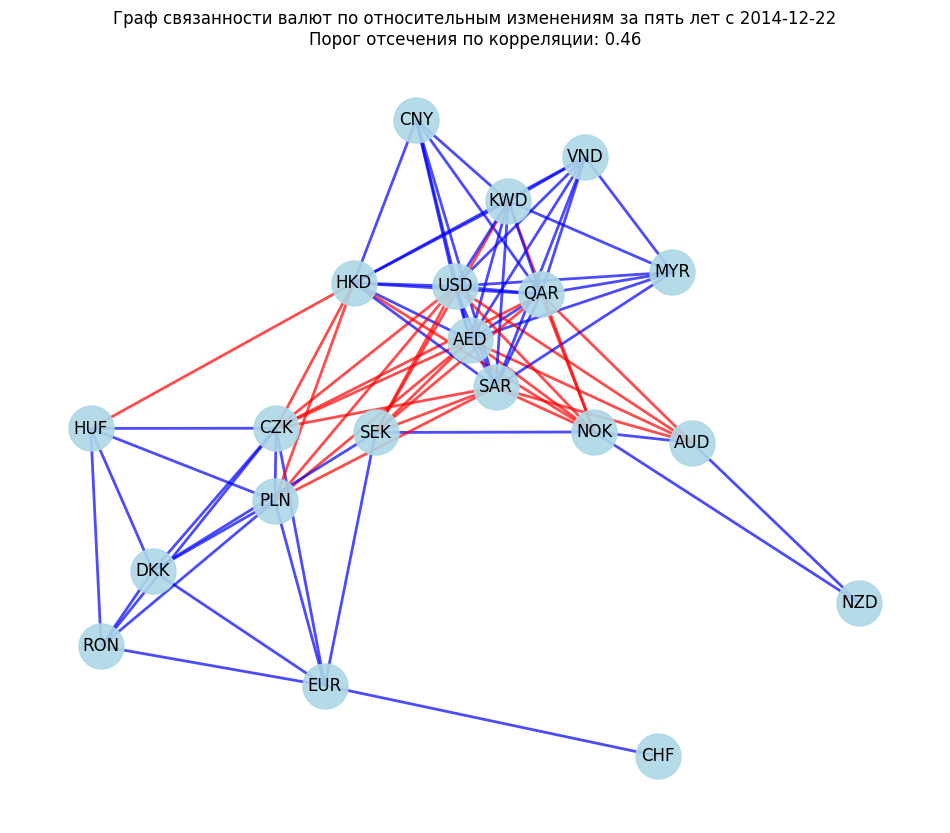 Граф связанности валют по относительным изменениям за пять лет с 2014-12-22
Порог отсечения по корреляции: 0.46
CNY
VND
KWD
MYR
HKD
USD
QAR
AED
SAR
HUF
CZK
SEK
NOK
AUD
PLN
DKK
NZD
RON
EUR
CHF